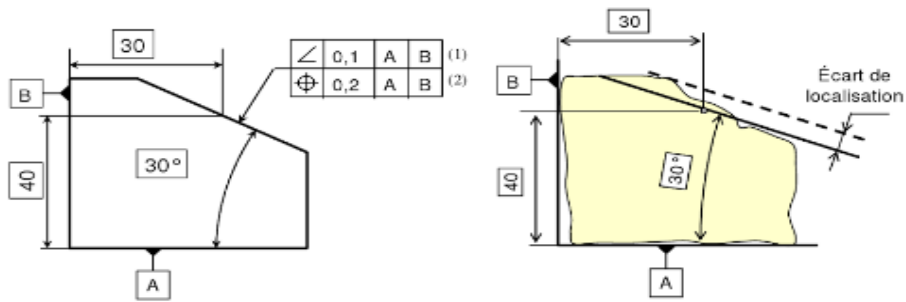 30
∠ 0,1 A B (1)
⌖ 0,2 A B (2)
B
40
30°
A
30
B
Écart de
localisation
40
30°
A